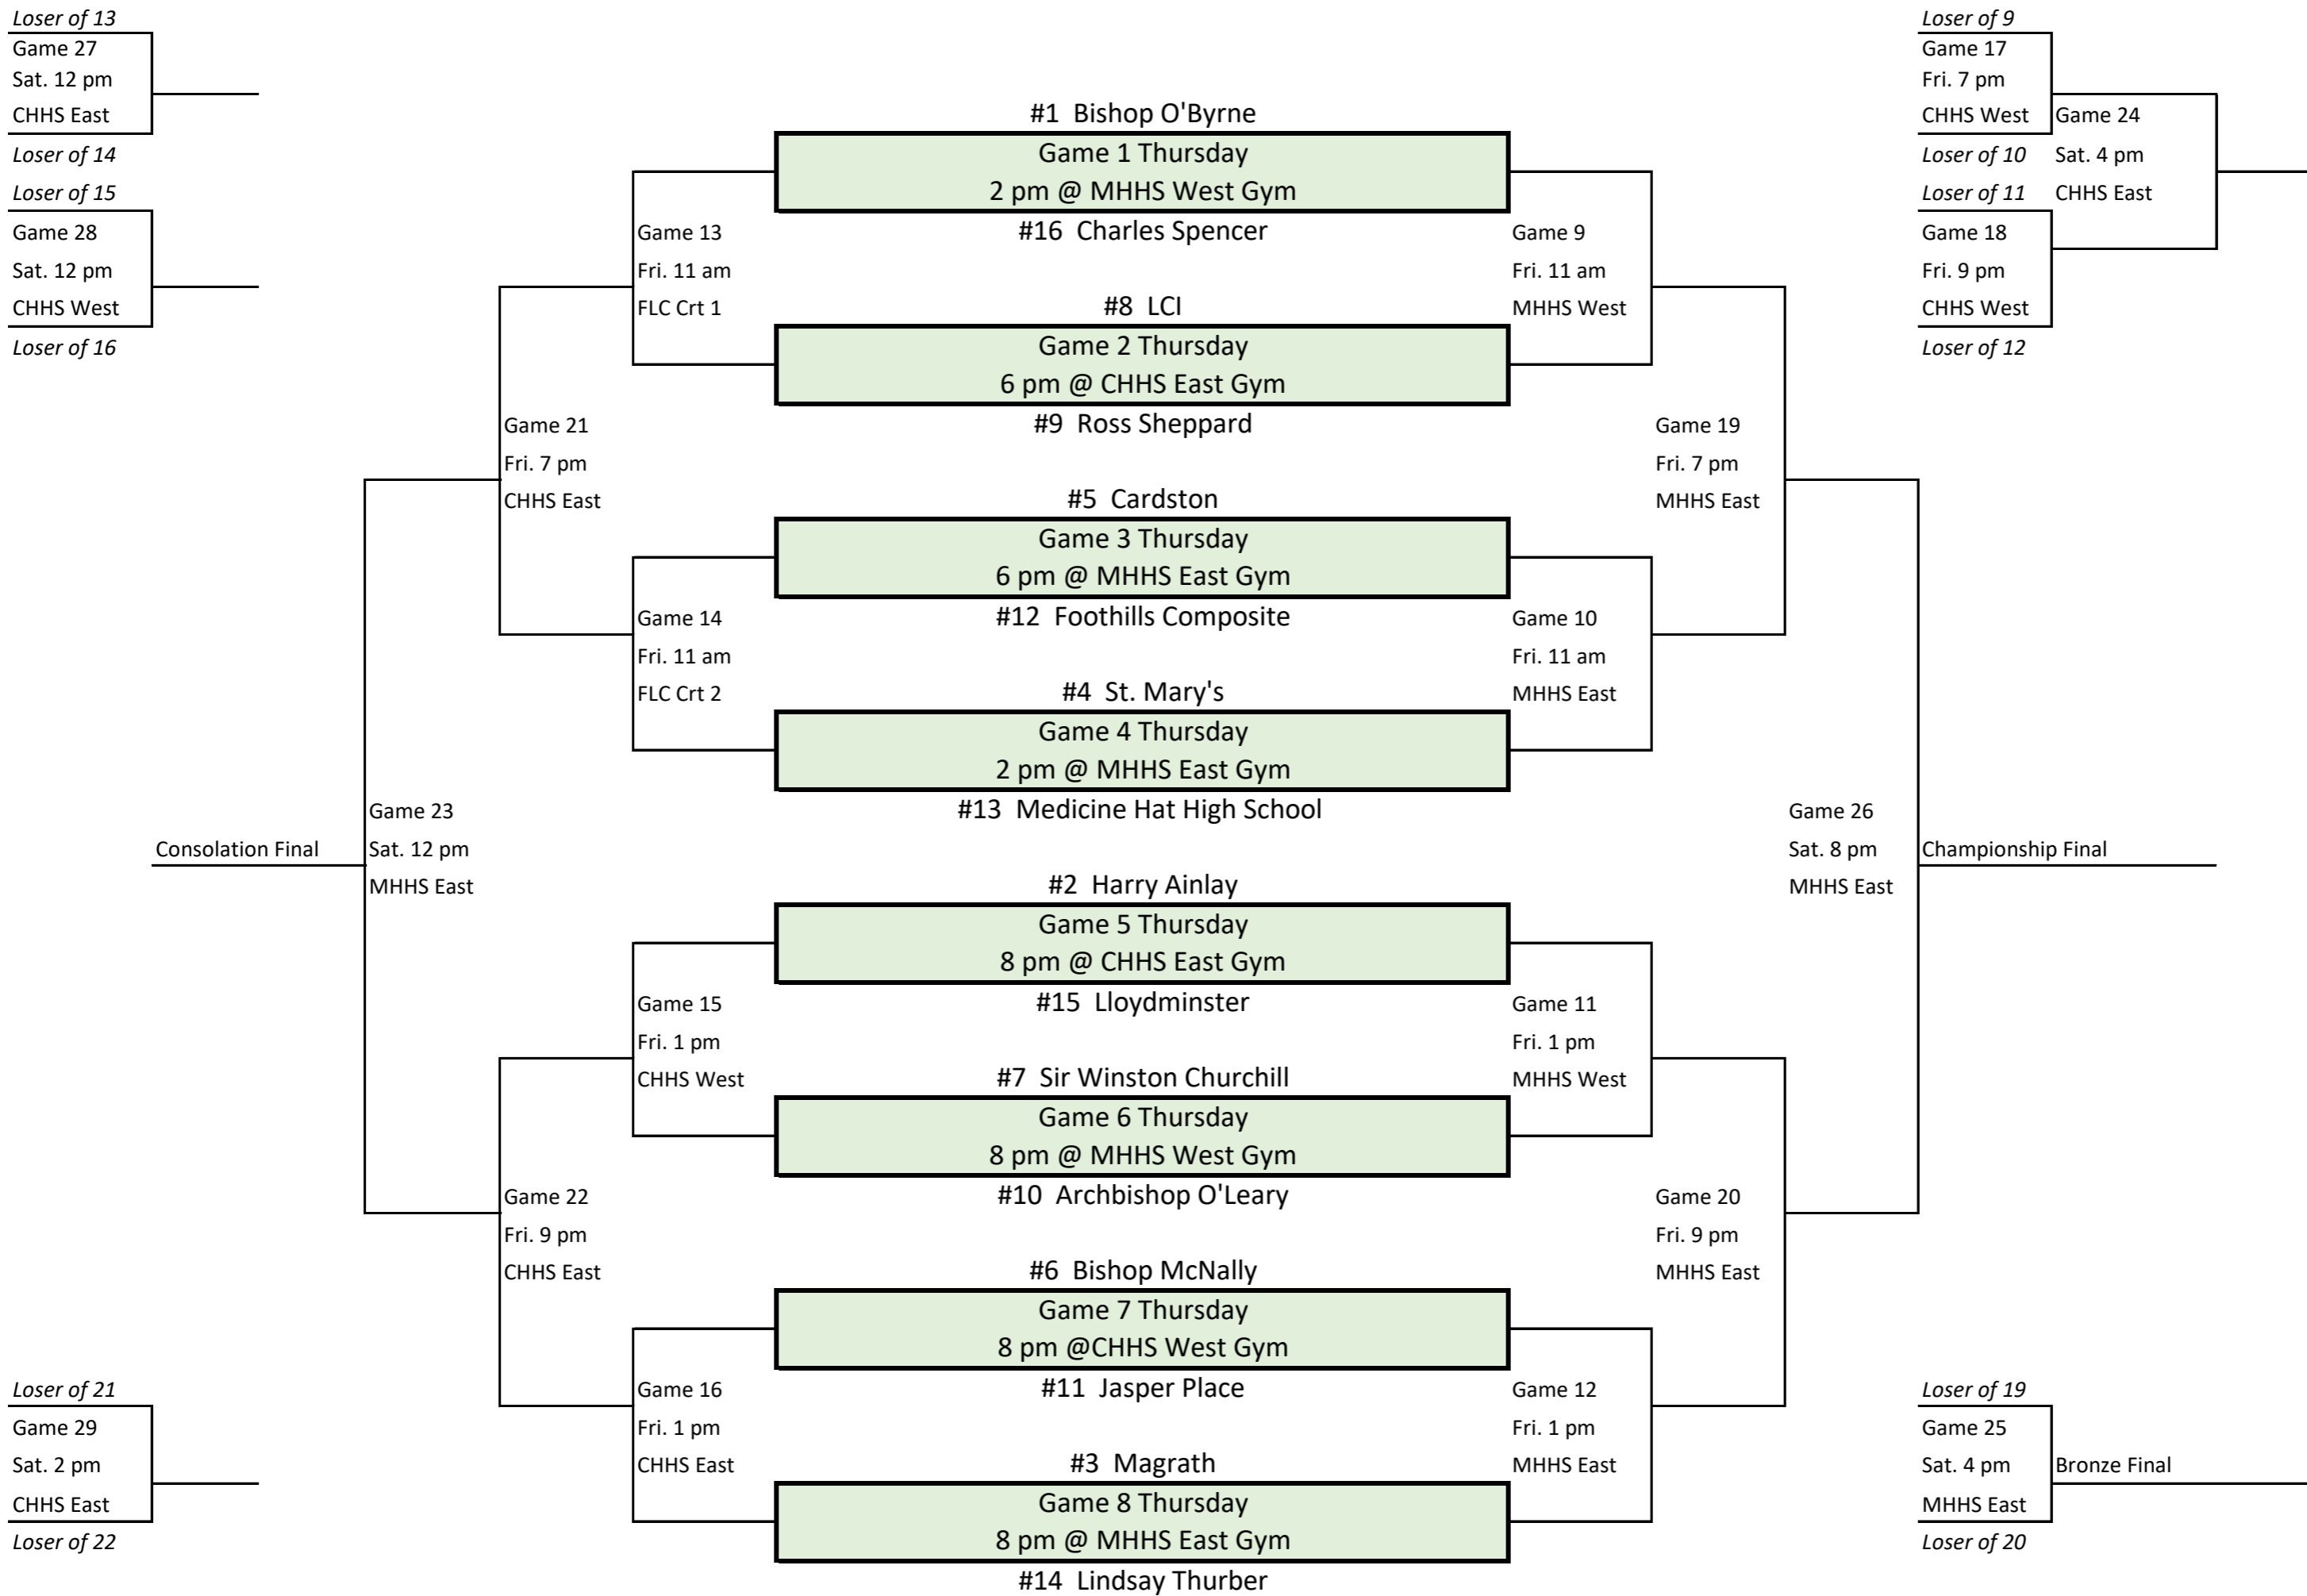 Loser of 13
Game 27
Sat. 12 pm
CHHS East
Loser of 14
Loser of 15
Game 28
Sat. 12 pm
CHHS West
Loser of 16
Consolation Final
Game 23
Sat. 12 pm
MHHS East
Loser of 21
Game 29
Sat. 2 pm
CHHS East
Loser of 22
Game 21
Fri. 7 pm
CHHS East
Game 22
Fri. 9 pm
CHHS East
Game 13
Fri. 11 am
FLC Crt 1
Game 14
Fri. 11 am
FLC Crt 2
Game 15
Fri. 1 pm
CHHS West
Game 16
Fri. 1 pm
CHHS East
#1 Bishop O'Byrne
Game 1 Thursday
2 pm @ MHHS West Gym
#16 Charles Spencer
#8 LCI
Game 2 Thursday
6 pm @ CHHS East Gym
#9 Ross Sheppard
#5 Cardston
Game 3 Thursday
6 pm @ MHHS East Gym
#12 Foothills Composite
#4 St. Mary's
Game 4 Thursday
2 pm @ MHHS East Gym
#13 Medicine Hat High School
#2 Harry Ainlay
Game 5 Thursday
8 pm @ CHHS East Gym
#15 Lloydminster
#7 Sir Winston Churchill
Game 6 Thursday
8 pm @ MHHS West Gym
#10 Archbishop O'Leary
#6 Bishop McNally
Game 7 Thursday
8 pm @CHHS West Gym
#11 Jasper Place
#3 Magrath
Game 8 Thursday
8 pm @ MHHS East Gym
#14 Lindsay Thurber
Game 9
Fri. 11 am
MHHS West
Game 10
Fri. 11 am
MHHS East
Game 11
Fri. 1 pm
MHHS West
Game 12
Fri. 1 pm
MHHS East
Game 19
Fri. 7 pm
MHHS East
Game 20
Fri. 9 pm
MHHS East
Game 26
Sat. 8 pm
MHHS East
Championship Final
Loser of 9
Game 17
Fri. 7 pm
CHHS West
Loser of 10
Loser of 11
Game 18
Fri. 9 pm
CHHS West
Loser of 12
Game 24
Sat. 4 pm
CHHS East
Loser of 19
Game 25
Sat. 4 pm
MHHS East
Loser of 20
Bronze Final